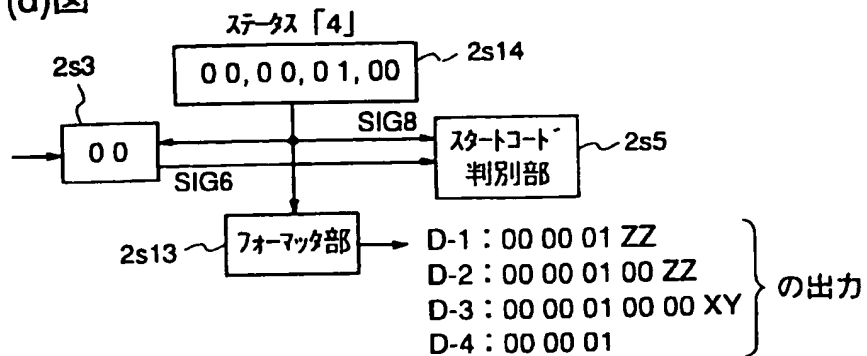 (d)図
ステータス「4」
00,00,01,00
2s14
2s3
00
SIG8
SIG6
スタートコード
判別部
2s5
2s13
フォーマッタ部
D-1：00 00 01 ZZ
D-2：00 00 01 00 ZZ
D-3：00 00 01 00 00 XY
D-4：00 00 01
の出力